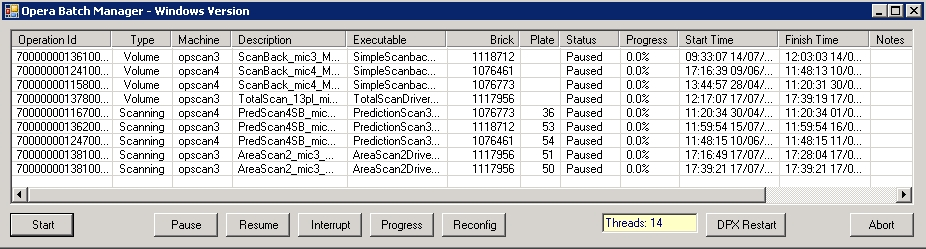 Opera Batch Manager - Windows Version
Operation Id Type Machine Description Executable Brick Plate Status Progress Start Time Finish Time Notes
70000000136100... Volume opscan3 ScanBack_mic3_M... SimpleScanbac... 1118712 Paused 0.0% 09:33:07 14/07/... 12:03:03 14/0...
70000000124700... Volume opscan4 ScanBack_mic4_M... SimpleScanbac... 1076461 Paused 0.0% 17:16:39 09/06/... 11:48:13 10/0...
70000000115800... Volume opscan4 ScanBack_mic4_M... SimpleScanbac... 1076773 Paused 0.0% 13:44:57 28/04/... 11:20:31 30/0...
70000000137800... Volume opscan3 TotalScan_13pl_mi... TotalScanDriver... 1117956 Paused 0.0% 12:17:07 17/07/... 17:39:19 17/0...
70000000116700... Scanning opscan4 PredScan4SB_mic... PredictionScan3... 1076773 36 Paused 0.0% 11:20:34 30/04/... 11:20:34 01/0...
70000000136200... Scanning opscan3 PredScan4SB_mic... PredictionScan3... 1118712 53 Paused 0.0% 11:59:54 15/07/... 11:59:54 16/0...
70000000124700... Scanning opscan4 PredScan4SB_mic... PredictionScan3... 1076461 54 Paused 0.0% 11:48:15 10/06/... 11:48:15 11/0...
70000000138100... Scanning opscan3 AreaScan2_mic3_... AreaScan2Drive... 1117956 51 Paused 0.0% 17:16:49 17/07/... 17:28:04 17/0...
70000000138100... Scanning opscan3 AreaScan2_mic3_... AreaScan2Drive... 1117956 50 Paused 0.0% 17:39:21 17/07/... 17:39:21 17/0...
Start Pause Resume Interrupt Progress Reconfig Threads: 14 DPX Restart Abort